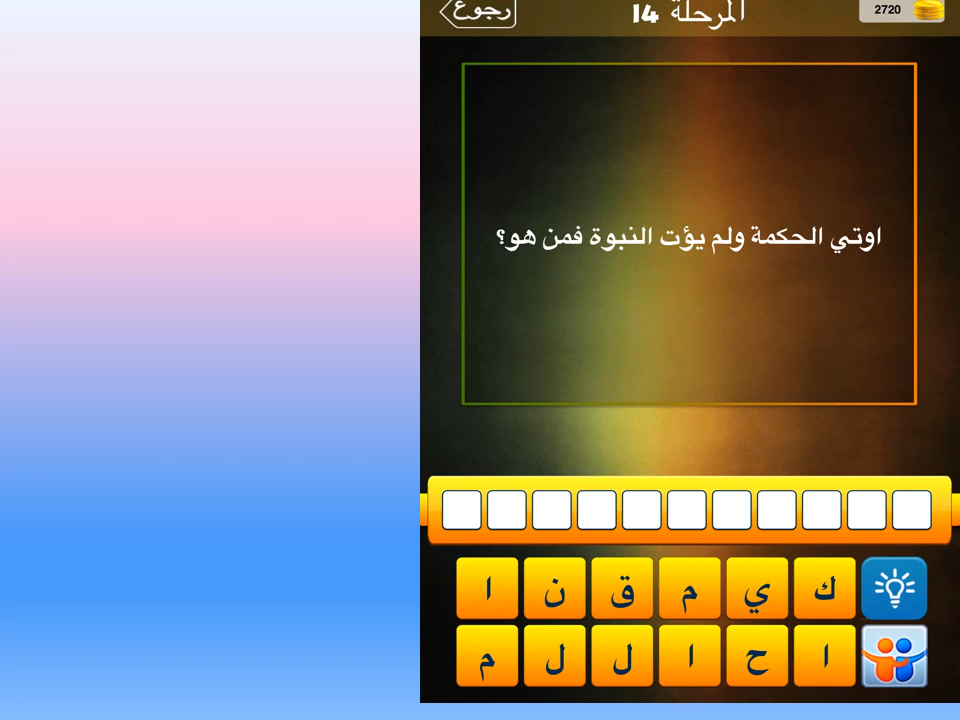 رجوع
المرحلة 14
2720
اوتي الحكمة ولم يؤت النبوة فمن هو؟
ا ن ق م ي ك
م ل ل ا ح ا